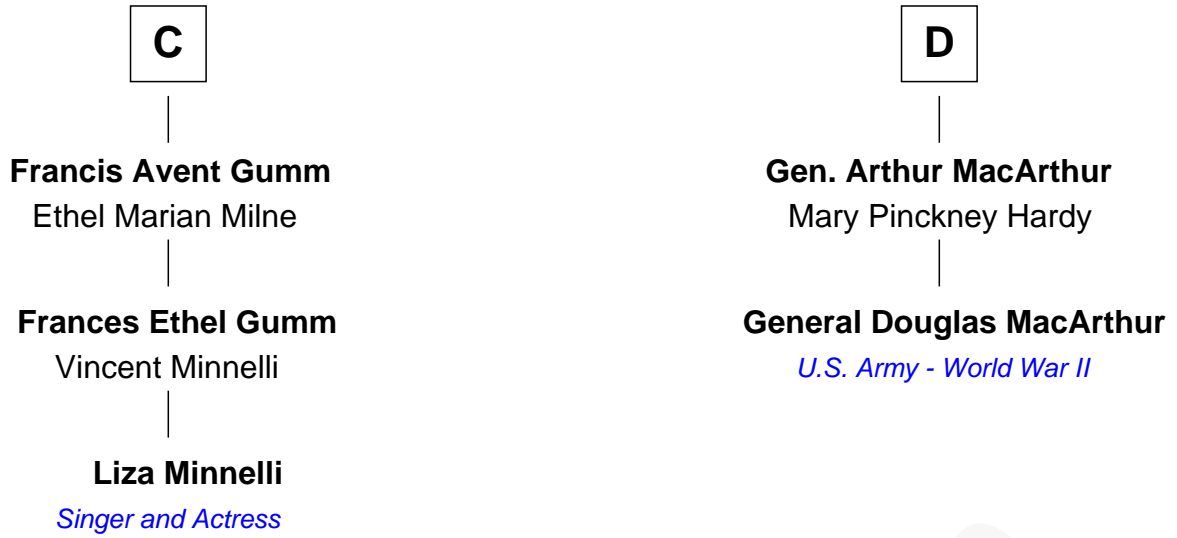 C
Francis Avent Gumm
Ethel Marian Milne
Frances Ethel Gumm
Vincent Minnelli
Liza Minnelli
Singer and Actress
D
Gen. Arthur MacArthur
Mary Pinckney Hardy
General Douglas MacArthur
U.S. Army - World War II